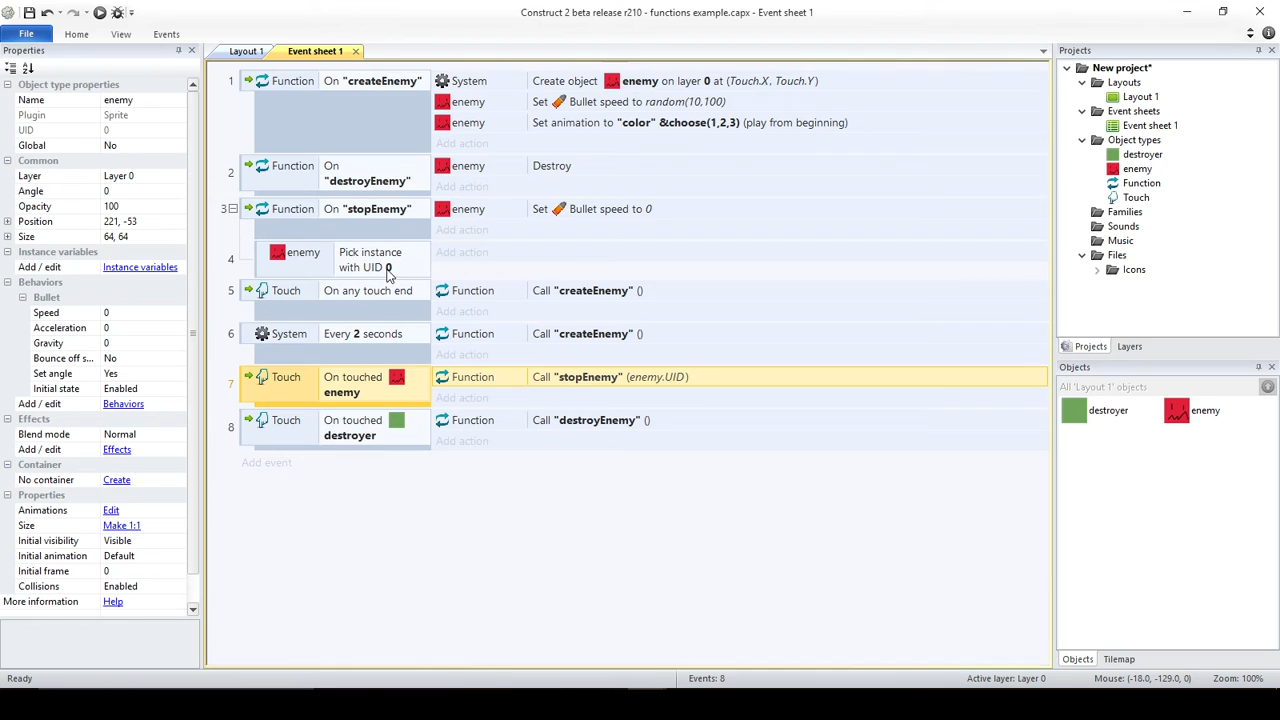 Construct 2 beta release r210 - functions example.capx - Event sheet 1
File
Home
View
Events
Properties
Layout 1
Event sheet 1
Projects
Object type properties
Name enemy
Plugin Sprite
UID 0
Global No
Common
Layer Layer 0
Angle 0
Opacity 100
Position 221, -53
Size 64, 64
Instance variables
Add / edit Instance variables
Behaviors
Bullet
Speed 0
Acceleration 0
Gravity 0
Bounce off s... No
Set angle Yes
Initial state Enabled
Add / edit Behaviors
Effects
Blend mode Normal
Add / edit Effects
Container
No container Create
Properties
Animations Edit
Size Make 1:1
Initial visibility Visible
Initial animation Default
Initial frame 0
Collisions Enabled
More information Help
1 Function On "createEnemy" System Create object enemy on layer 0 at (Touch.X, Touch.Y)
enemy Set Bullet speed to random(10,100)
enemy Set animation to "color" &choose(1,2,3) (play from beginning)
Add action
2 Function On "destroyEnemy" enemy Destroy
Add action
3 Function On "stopEnemy" enemy Set Bullet speed to 0
Add action
4 enemy Pick instance with UID 0 Add action
5 Touch On any touch end Function Call "createEnemy" ()
Add action
6 System Every 2 seconds Function Call "createEnemy" ()
Add action
7 Touch On touched enemy Function Call "stopEnemy" (enemy.UID)
Add action
8 Touch On touched destroyer Function Call "destroyEnemy" ()
Add action
Add event
New project*
Layouts
Layout 1
Event sheets
Event sheet 1
Object types
destroyer
enemy
Function
Touch
Families
Sounds
Music
Files
Icons
Projects Layers
Objects
All 'Layout 1' objects
destroyer enemy
Objects Tilemap
Ready Events: 8 Active layer: Layer 0 Mouse: (-18.0, -129.0, 0) Zoom: 100%